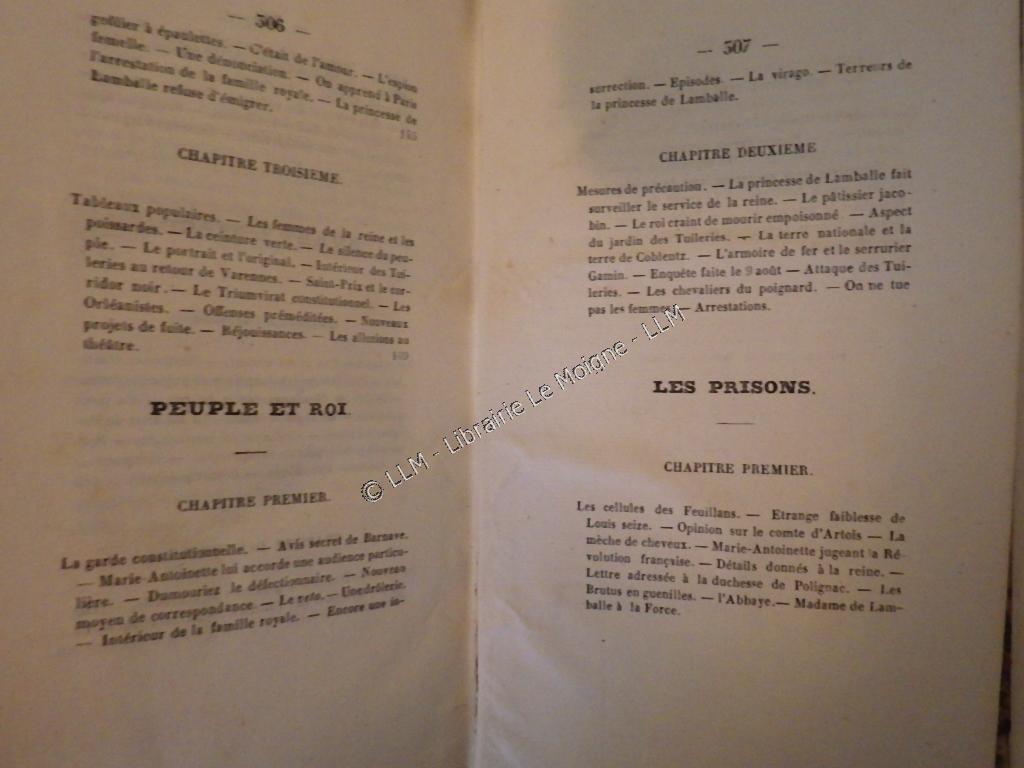 — 306 —
gosier à épaulettes. — C'était de l'amour. — L'espion
femelle. — Une dénonciation. — On apprend à Paris
l'arrestation de la famille royale. — La princesse de
Lamballe refuse d'émigrer.
CHAPITRE TROISIEME.
Tableaux populaires. — Les femmes de la reine et les
poissardes. — La ceinture verte. — Le silence du peu-
ple. — Le portrait et l'original. — Intérieur des Tui-
leries au retour de Varennes. — Saint-Prix et le cor-
ridor noir. — Le Triumvirat constitutionnel. — Les
Orléanistes. — Offenses préméditées. — Nouveaux
projets de fuite. — Réjouissances. — Les allutions au
théâtre.
PEUPLE ET ROI.
CHAPITRE PREMIER.
La garde constitutionnelle. — Avis secret de Barnave.
— Marie-Antoinette lui accorde une audience particu-
lière. — Dumouriez le défectionnaire. — Nouveau
moyen de correspondance. — Le veto. — Une drôlerie.
— Intérieur de la famille royale. — Encore une in-
— 307 —
surrection. — Episodes. — La virago. — Terreurs de
la princesse de Lamballe.
CHAPITRE DEUXIEME
Mesures de précaution. — La princesse de Lamballe fait
surveiller le service de la reine. — Le pâtissier jaco-
bin. — Le roi craint de mourir empoisonné — Aspect
du jardin des Tuileries. — La terre nationale et la
terre de Coblentz. — L'armoire de fer et le serrurier
Gamin. — Enquête faite le 9 août — Attaque des Tui-
leries. — Les chevaliers du poignard. — On ne tue
pas les femmes — Arrestations.
LES PRISONS.
CHAPITRE PREMIER.
Les cellules des Feuillans. — Etrange faiblesse de
Louis seize. — Opinion sur le comte d'Artois — La
mèche de cheveux. — Marie-Antoinette jugeant la Ré-
volution française. — Détails donnés à la reine. —
Lettre adressée à la duchesse de Polignac. — Les
Brutus en guenilles. — l'Abbaye. — Madame de Lam-
balle à la Force.
© LLM - Librairie Le Moigne - LLM